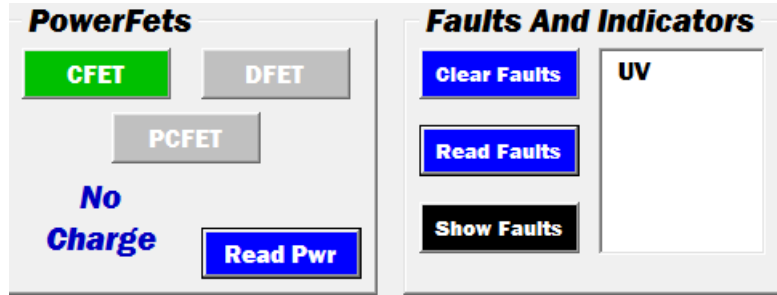 PowerFets
CFET
DFET
PCFET
No
Charge
Read Pwr
Faults And Indicators
Clear Faults
Read Faults
Show Faults
UV